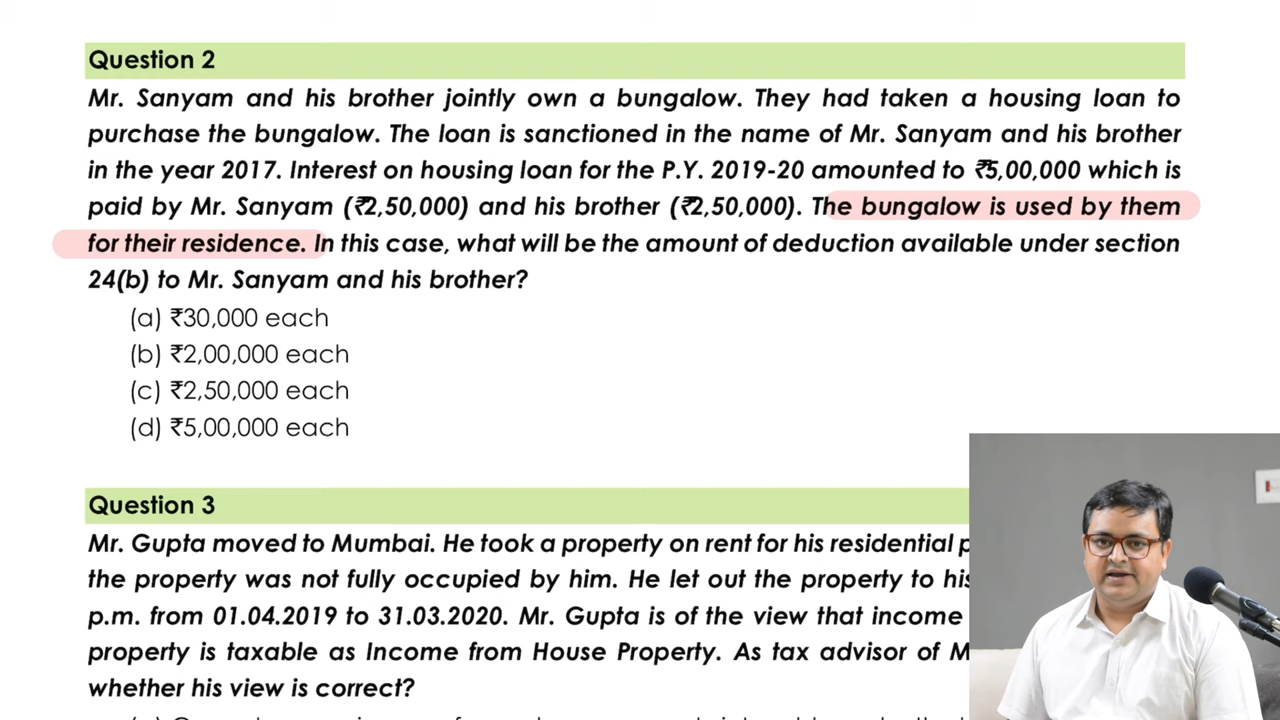 Question 2
Mr. Sanyam and his brother jointly own a bungalow. They had taken a housing loan to
purchase the bungalow. The loan is sanctioned in the name of Mr. Sanyam and his brother
in the year 2017. Interest on housing loan for the P.Y. 2019-20 amounted to ₹5,00,000 which is
paid by Mr. Sanyam (₹2,50,000) and his brother (₹2,50,000). The bungalow is used by them
for their residence. In this case, what will be the amount of deduction available under section
24(b) to Mr. Sanyam and his brother?
(a) ₹30,000 each
(b) ₹2,00,000 each
(c) ₹2,50,000 each
(d) ₹5,00,000 each
Question 3
Mr. Gupta moved to Mumbai. He took a property on rent for his residential
the property was not fully occupied by him. He let out the property to his
p.m. from 01.04.2019 to 31.03.2020. Mr. Gupta is of the view that income
property is taxable as Income from House Property. As tax advisor of
whether his view is correct?